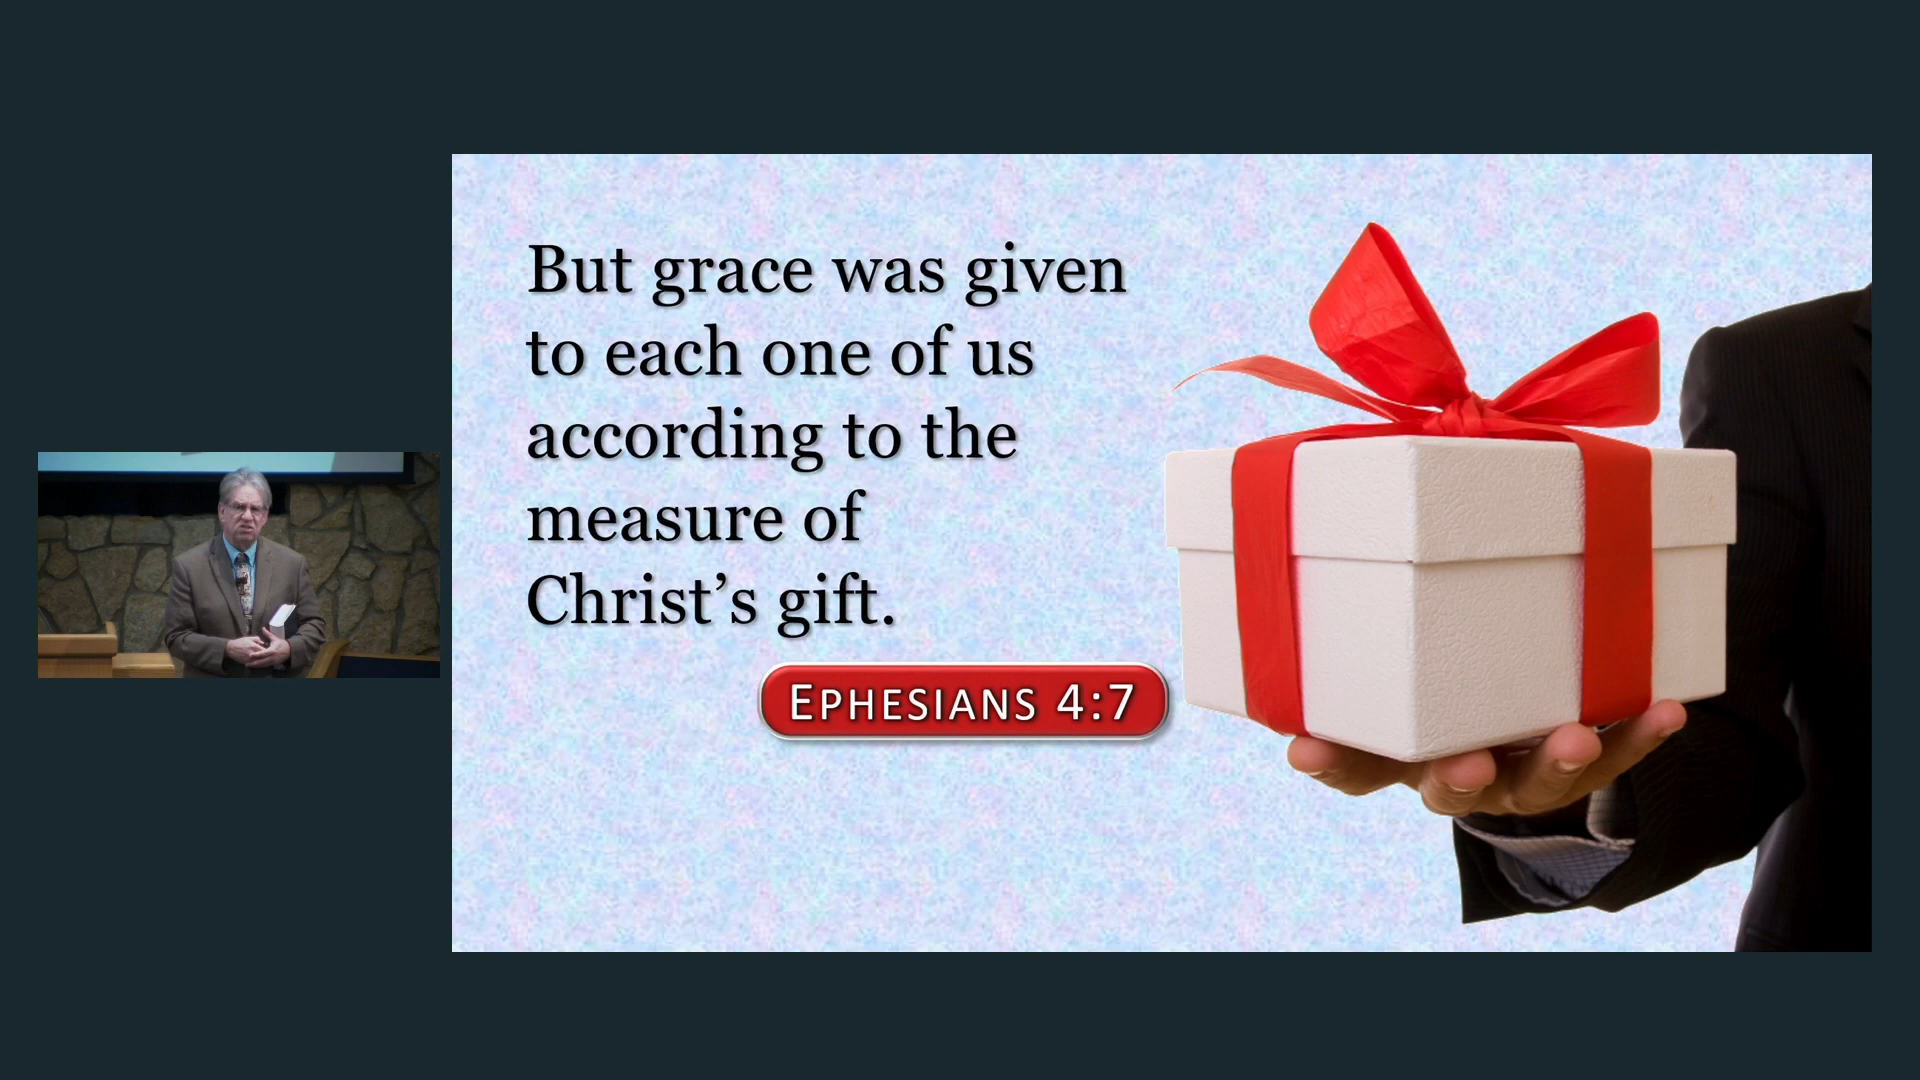 But grace was given
to each one of us
according to the
measure of
Christ’s gift.
EPHESIANS 4:7